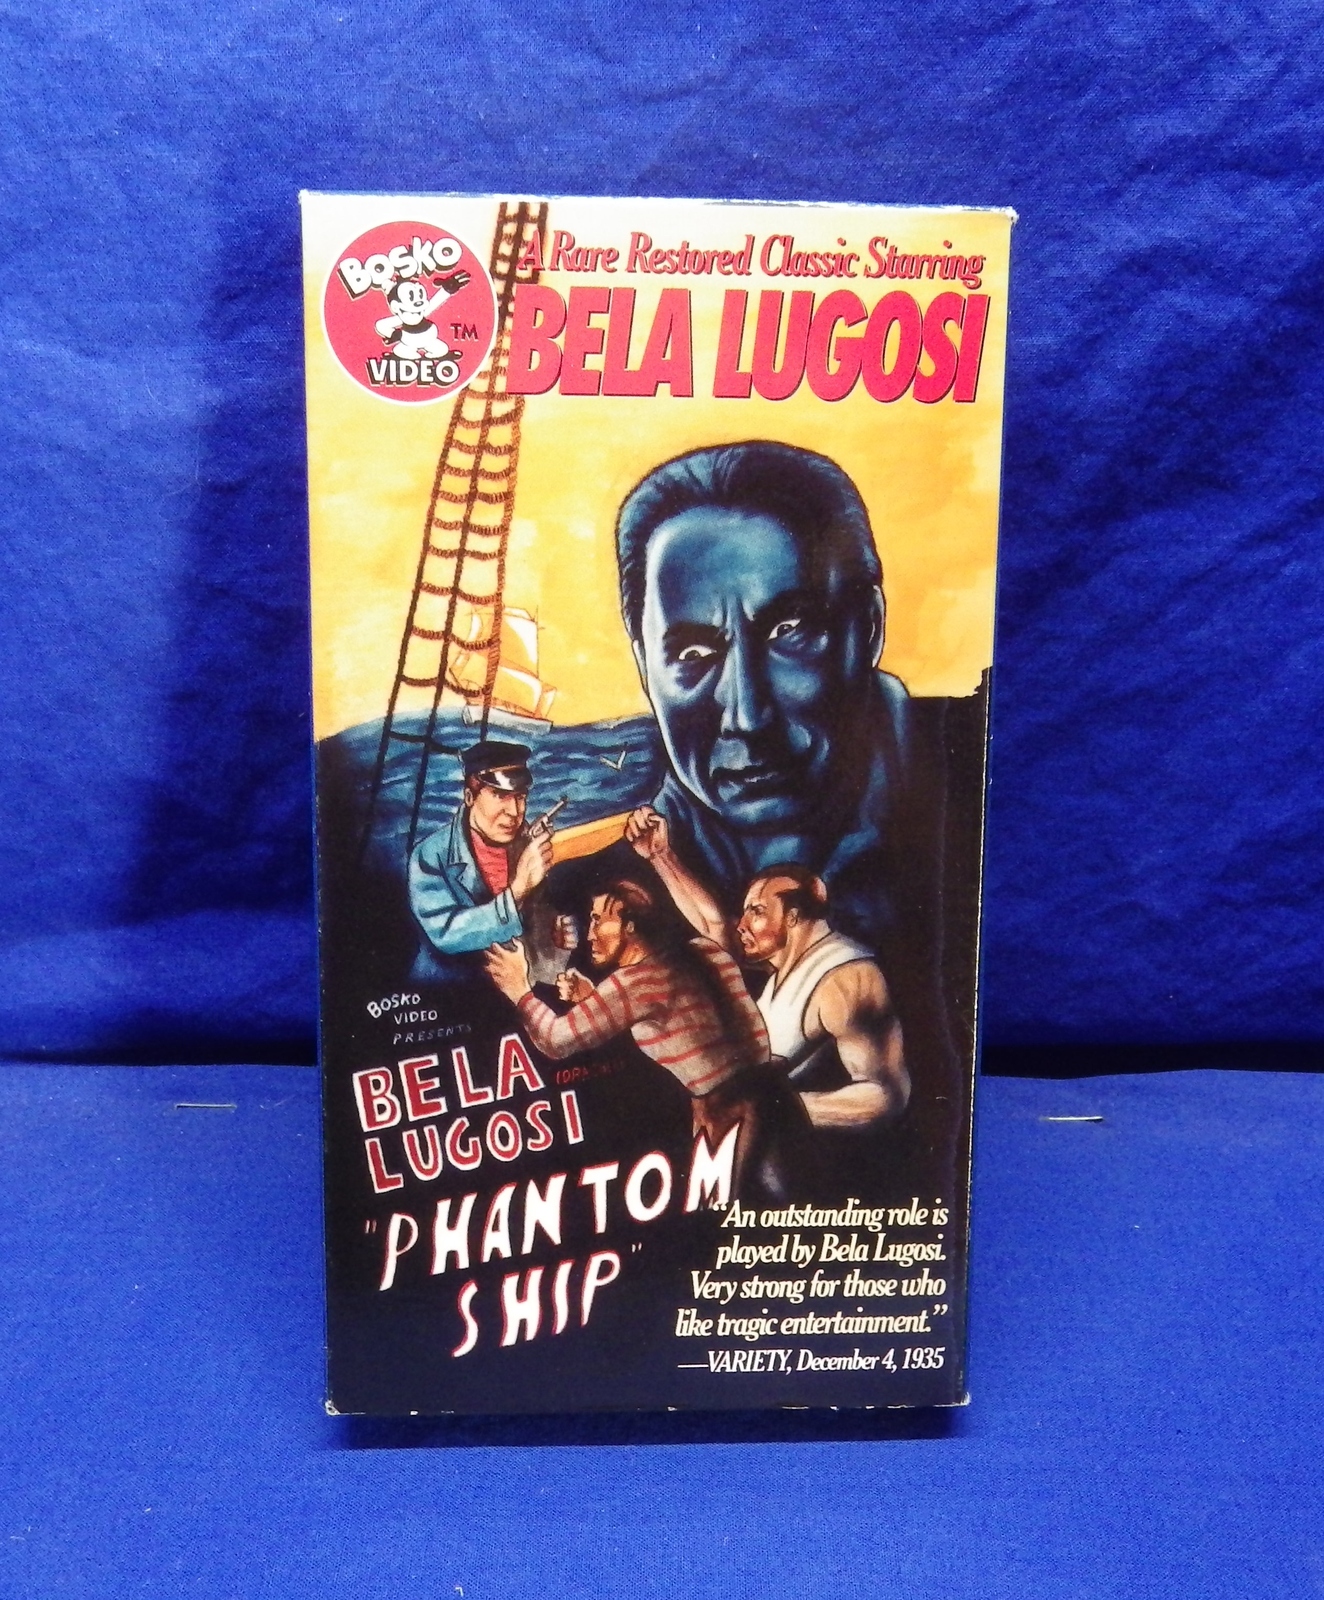 BOSKO
VIDEO
TM
A Rare Restored Classic Starring
BELA LUGOSI
BOSKO
VIDEO
PRESENTS
BELA
LUGOSI
"PHANTOM
SHIP"
“An outstanding role is
played by Bela Lugosi.
Very strong for those who
like tragic entertainment.”
—VARIETY, December 4, 1935